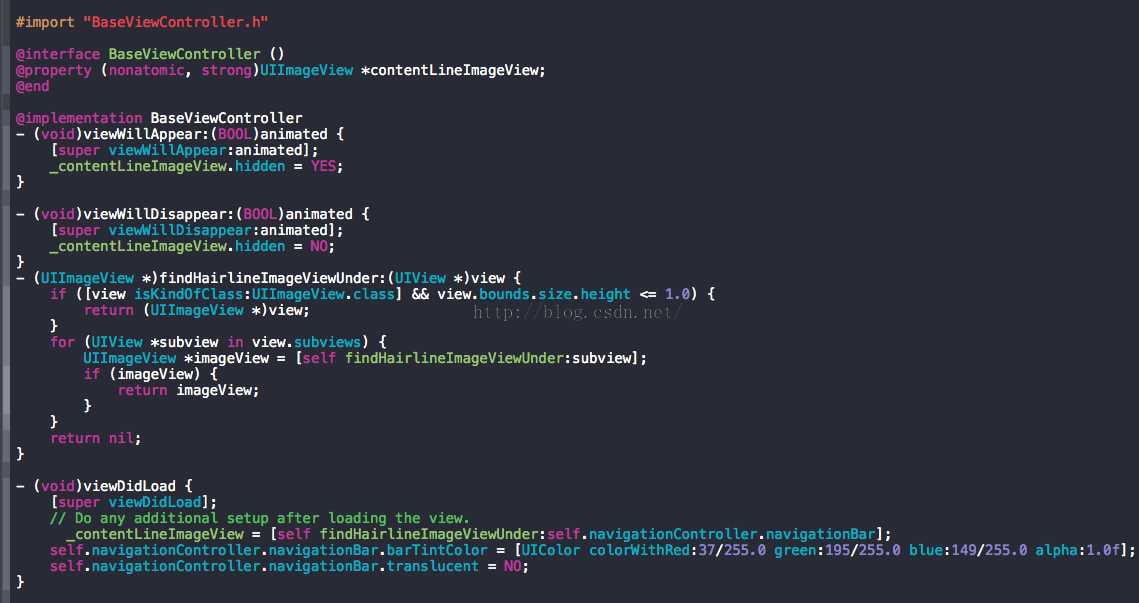 #import "BaseViewController.h"

@interface BaseViewController ()
@property (nonatomic, strong)UIImageView *contentLineImageView;
@end

@implementation BaseViewController
- (void)viewWillAppear:(BOOL)animated {
    [super viewWillAppear:animated];
    _contentLineImageView.hidden = YES;
}

- (void)viewWillDisappear:(BOOL)animated {
    [super viewWillDisappear:animated];
    _contentLineImageView.hidden = NO;
}
- (UIImageView *)findHairlineImageViewUnder:(UIView *)view {
    if ([view isKindOfClass:UIImageView.class] && view.bounds.size.height <= 1.0) {
        return (UIImageView *)view;
http://blog.csdn.net/
    }
    for (UIView *subview in view.subviews) {
        UIImageView *imageView = [self findHairlineImageViewUnder:subview];
        if (imageView) {
            return imageView;
        }
    }
    return nil;
}

- (void)viewDidLoad {
    [super viewDidLoad];
    // Do any additional setup after loading the view.
      _contentLineImageView = [self findHairlineImageViewUnder:self.navigationController.navigationBar];
    self.navigationController.navigationBar.barTintColor = [UIColor colorWithRed:37/255.0 green:195/255.0 blue:149/255.0 alpha:1.0f];
    self.navigationController.navigationBar.translucent = NO;
}